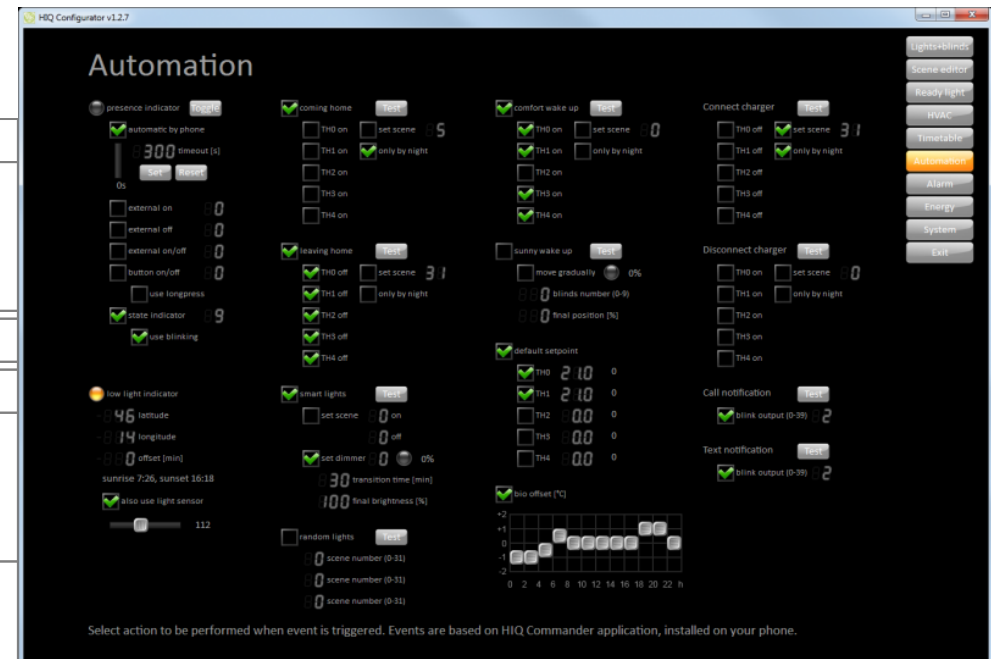 HIQ Configurator v1.2.7
Automation
Lights+blinds
Scene editor
Ready light
HVAC
Timetable
Automation
Alarm
Energy
System
Exit
presence indicator Toggle
automatic by phone
300 timeout [s]
Set Reset
0s
external on 0
external off 0
external on/off 0
button on/off 0
use longpress
state indicator 9
use blinking
low light indicator
46 latitude
14 longitude
0 offset [min]
sunrise 7:26, sunset 16:18
also use light sensor
112
coming home Test
TH0 on set scene 5
TH1 on only by night
TH2 on
TH3 on
TH4 on
leaving home Test
TH0 off set scene 31
TH1 off only by night
TH2 off
TH3 off
TH4 off
smart lights Test
set scene 0 on
0 off
set dimmer 0 0%
30 transition time [min]
100 final brightness [%]
random lights Test
0 scene number (0-31)
0 scene number (0-31)
0 scene number (0-31)
comfort wake up Test
TH0 on set scene 0
TH1 on only by night
TH2 on
TH3 on
TH4 on
sunny wake up Test
move gradually 0%
0 blinds number (0-9)
0 final position [%]
default setpoint
TH0 21.0 0
TH1 21.0 0
TH2 0.0 0
TH3 0.0 0
TH4 0.0 0
bio offset [°C]
+2
+1
0
-1
-2
0 2 4 6 8 10 12 14 16 18 20 22 h
Connect charger Test
TH0 off set scene 31
TH1 off only by night
TH2 off
TH3 off
TH4 off
Disconnect charger Test
TH0 on set scene 0
TH1 on only by night
TH2 on
TH3 on
TH4 on
Call notification Test
blink output (0-39) 2
Text notification Test
blink output (0-39) 2
Select action to be performed when event is triggered. Events are based on HIQ Commander application, installed on your phone.